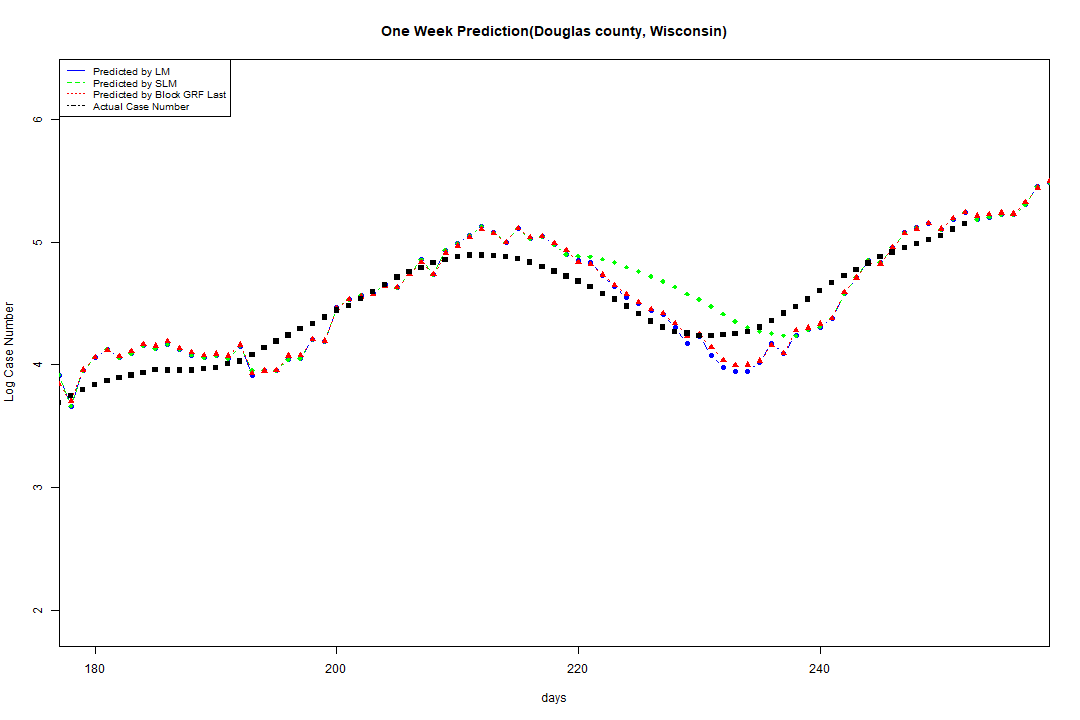 One Week Prediction(Douglas county, Wisconsin)
Predicted by LM
Predicted by SLM
Predicted by Block GRF Last
Actual Case Number
6
5
4
3
2
Log Case Number
180 200 220 240
days